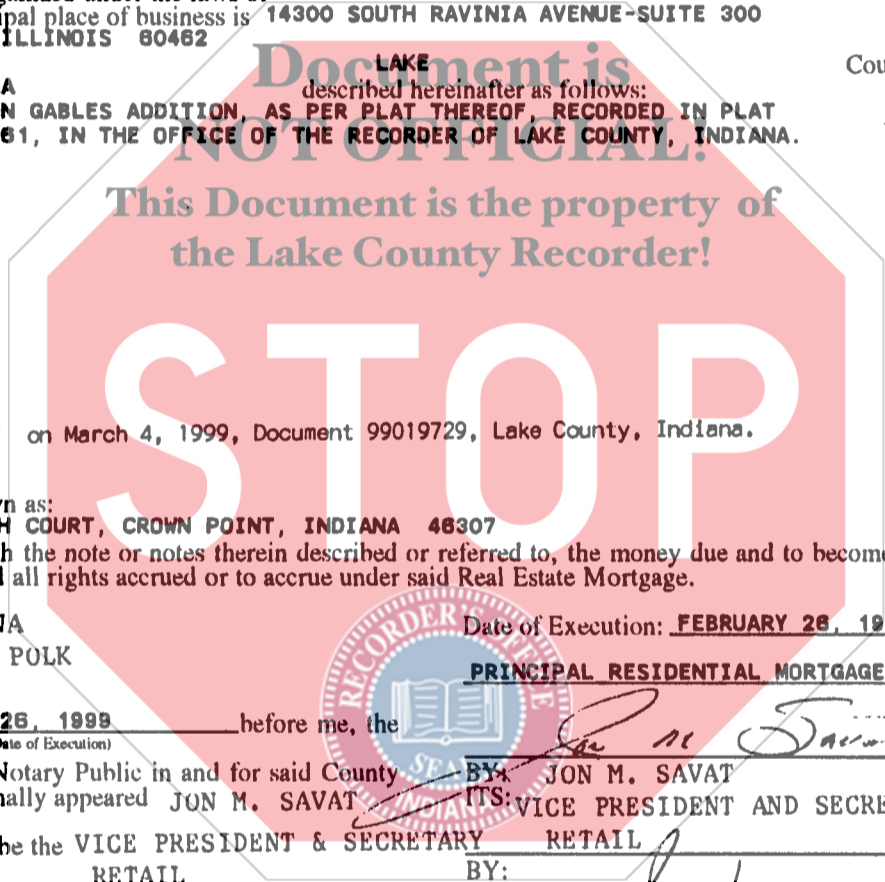 ipal place of business is 14300 SOUTH RAVINIA AVENUE-SUITE 300
ILLINOIS 60462
LAKE
Cou
A described hereinafter as follows:
N GABLES ADDITION, AS PER PLAT THEREOF, RECORDED IN PLAT
61, IN THE OFFICE OF THE RECORDER OF LAKE COUNTY, INDIANA.
Document is
NOT OFFICIAL!
This Document is the property of
the Lake County Recorder!
STOP
on March 4, 1999, Document 99019729, Lake County, Indiana.
n as:
H COURT, CROWN POINT, INDIANA 46307
h the note or notes therein described or referred to, the money due and to become
all rights accrued or to accrue under said Real Estate Mortgage.
Date of Execution: FEBRUARY 26, 19
POLK
PRINCIPAL RESIDENTIAL MORTGAGE
RECORDER'S OFFICE
SEAL
INDIANA
26, 1999 before me, the
ate of Execution)
Notary Public in and for said County BY: JON M. SAVAT
nally appeared JON M. SAVAT ITS: VICE PRESIDENT AND SECRE
be the VICE PRESIDENT & SECRETARY RETAIL
RETAIL BY: